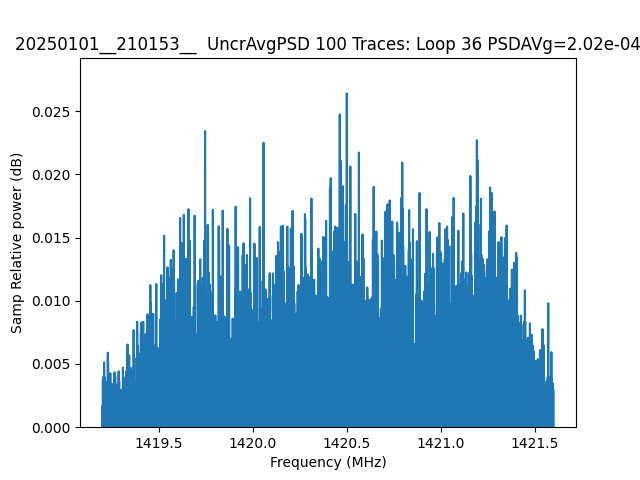 20250101__210153__ UncrAvgPSD 100 Traces: Loop 36 PSDAVg=2.02e-04
Samp Relative power (dB)
0.025
0.020
0.015
0.010
0.005
0.000
1419.5 1420.0 1420.5 1421.0 1421.5
Frequency (MHz)